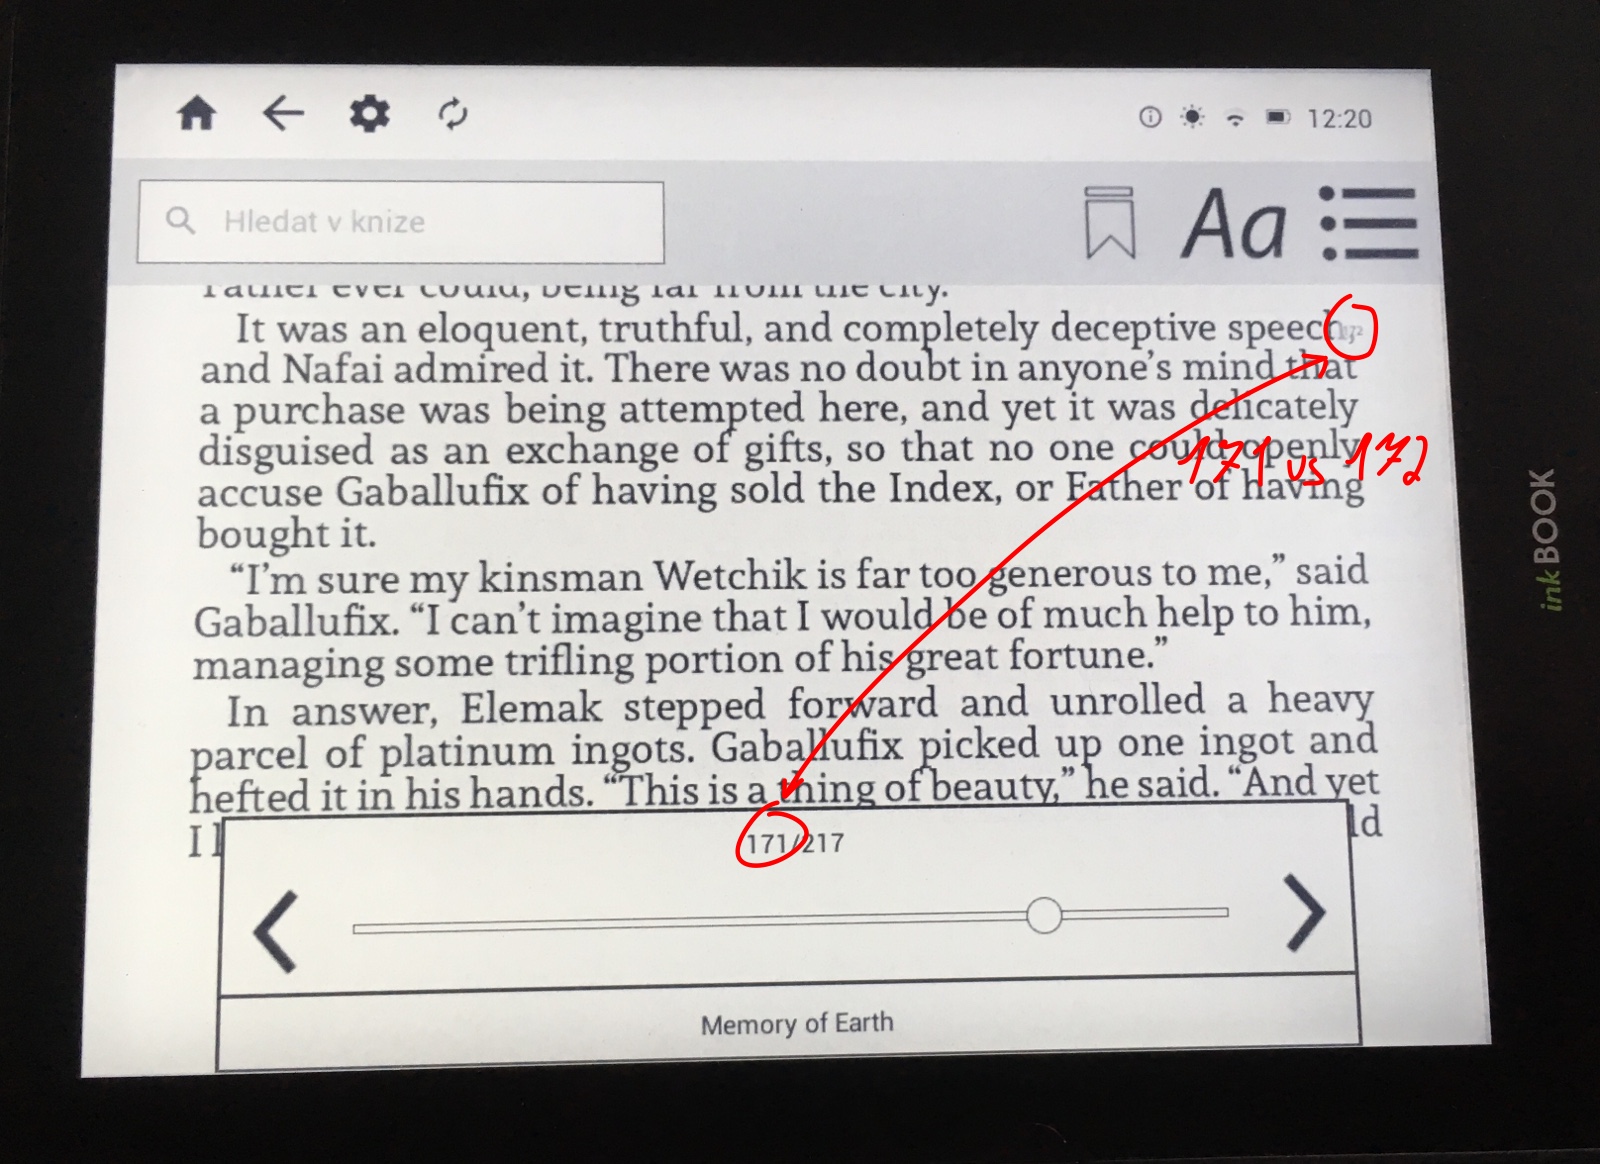 12:20
Hledat v knize
Aa
Father ever could, being far from the city.
It was an eloquent, truthful, and completely deceptive speech, 172
and Nafai admired it. There was no doubt in anyone’s mind that
a purchase was being attempted here, and yet it was delicately
disguised as an exchange of gifts, so that no one could openly
171 vs 172
accuse Gaballufix of having sold the Index, or Father of having
bought it.
“I’m sure my kinsman Wetchik is far too generous to me,” said
Gaballufix. “I can’t imagine that I would be of much help to him,
managing some trifling portion of his great fortune.”
In answer, Elemak stepped forward and unrolled a heavy
parcel of platinum ingots. Gaballufix picked up one ingot and
hefted it in his hands. “This is a thing of beauty,” he said. “And yet
I
171/217
Memory of Earth
inkBOOK